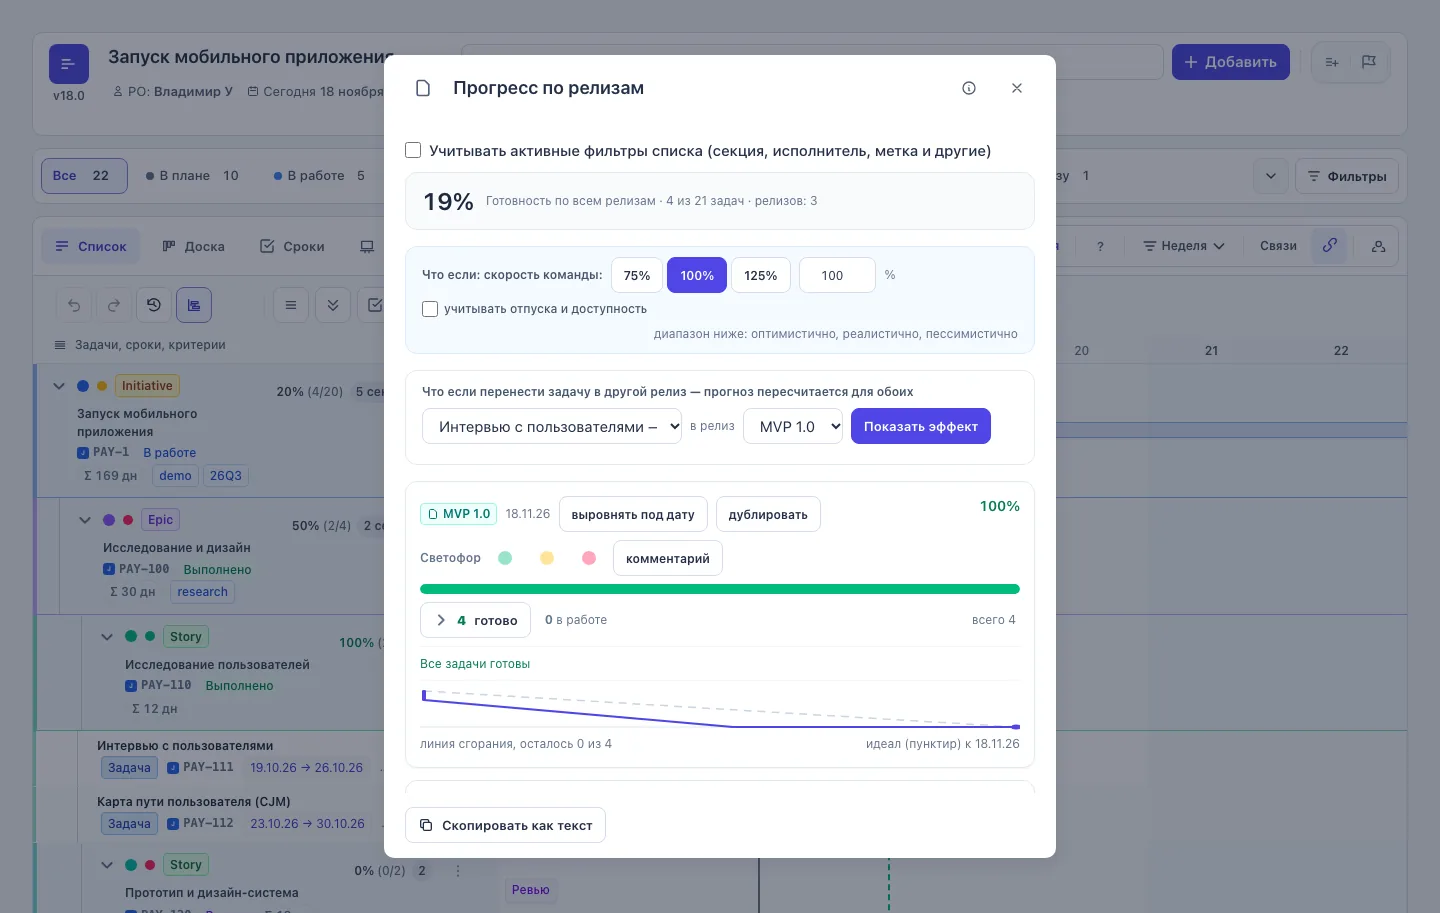 Запуск мобильного приложения
v18.0
PO: Владимир У
Сегодня 18 ноября
Добавить
Все 22
В плане 10
В работе 5
зу 1
Фильтры
Список
Доска
Сроки
?
Неделя
Связи
Задачи, сроки, критерии
20 21 22
Initiative
20% (4/20)
5 сен
Запуск мобильного
приложения
PAY-1 В работе
Σ 169 дн demo 26Q3
Epic
50% (2/4)
Исследование и дизайн
PAY-100 Выполнено
Σ 30 дн research
Story
100%
Исследование пользователей
PAY-110 Выполнено
Σ 12 дн
Интервью с пользователями
Задача PAY-111 19.10.26 → 26.10.26
Карта пути пользователя (CJM)
Задача PAY-112 23.10.26 → 30.10.26
Story
0% (0/2) 2
Прототип и дизайн-система
Ревью
Прогресс по релизам
Учитывать активные фильтры списка (секция, исполнитель, метка и другие)
19% Готовность по всем релизам · 4 из 21 задач · релизов: 3
Что если: скорость команды: 75% 100% 125% 100 %
учитывать отпуска и доступность
диапазон ниже: оптимистично, реалистично, пессимистично
Что если перенести задачу в другой релиз — прогноз пересчитается для обоих
Интервью с пользователями — в релиз MVP 1.0 Показать эффект
MVP 1.0 18.11.26 выровнять под дату дублировать 100%
Светофор комментарий
4 готово 0 в работе всего 4
Все задачи готовы
линия сгорания, осталось 0 из 4 идеал (пунктир) к 18.11.26
Скопировать как текст